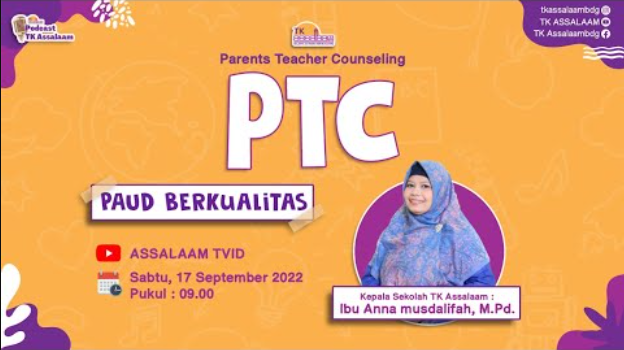 Podcast
TK Assalaam
tkassalaambdg
TK ASSALAAM
TK Assalaambdg
TK
ASSALAAM
Parents Teacher Counseling
PTC
PAUD BERKUALITAS
ASSALAAM TVID
Sabtu, 17 September 2022
Pukul : 09.00
Kepala Sekolah TK Assalaam :
Ibu Anna musdalifah, M.Pd.